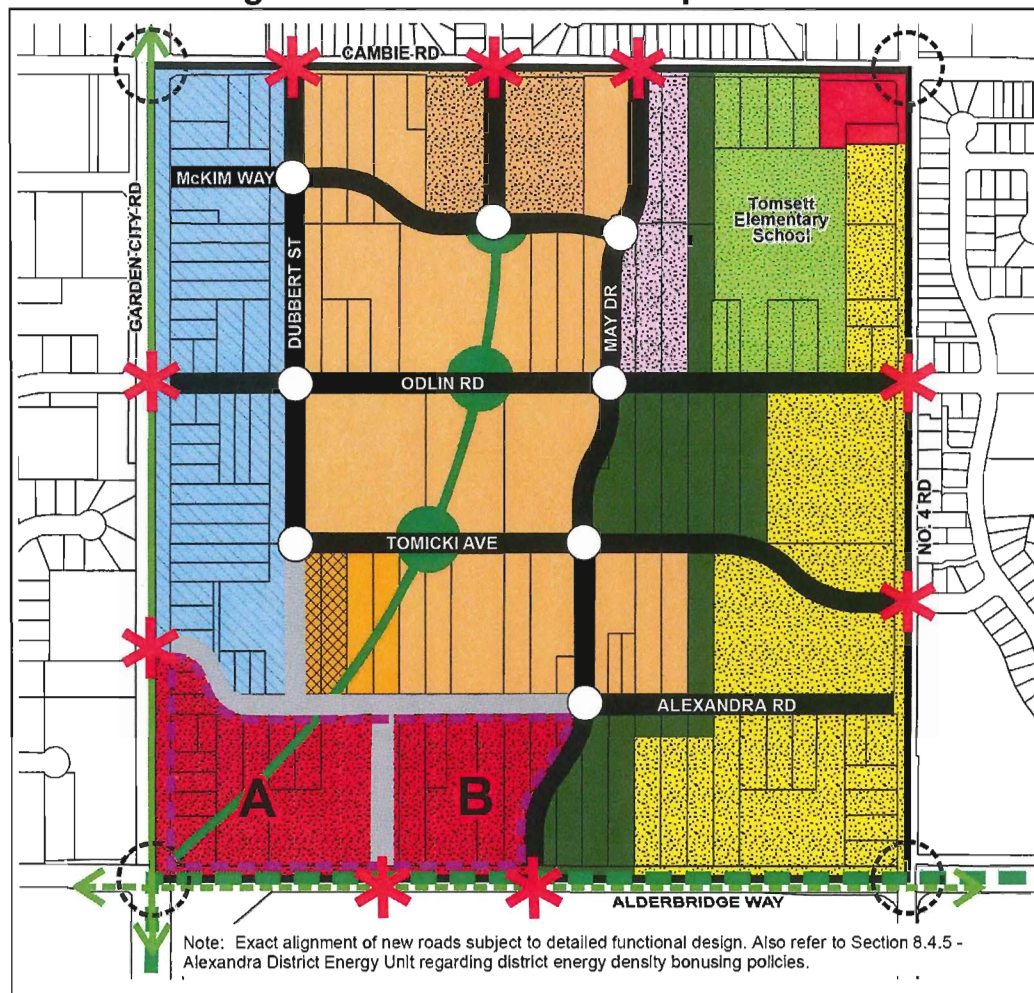 CAMBIE RD
McKIM WAY
Tomsett
Elementary
School
GARDEN CITY RD
DUBBERT ST
MAY DR
ODLIN RD
NO. 4 RD
TOMICKI AVE
ALEXANDRA RD
A
B
ALDERBRIDGE WAY
Note: Exact alignment of new roads subject to detailed functional design. Also refer to Section 8.4.5 -
Alexandra District Energy Unit regarding district energy density bonusing policies.